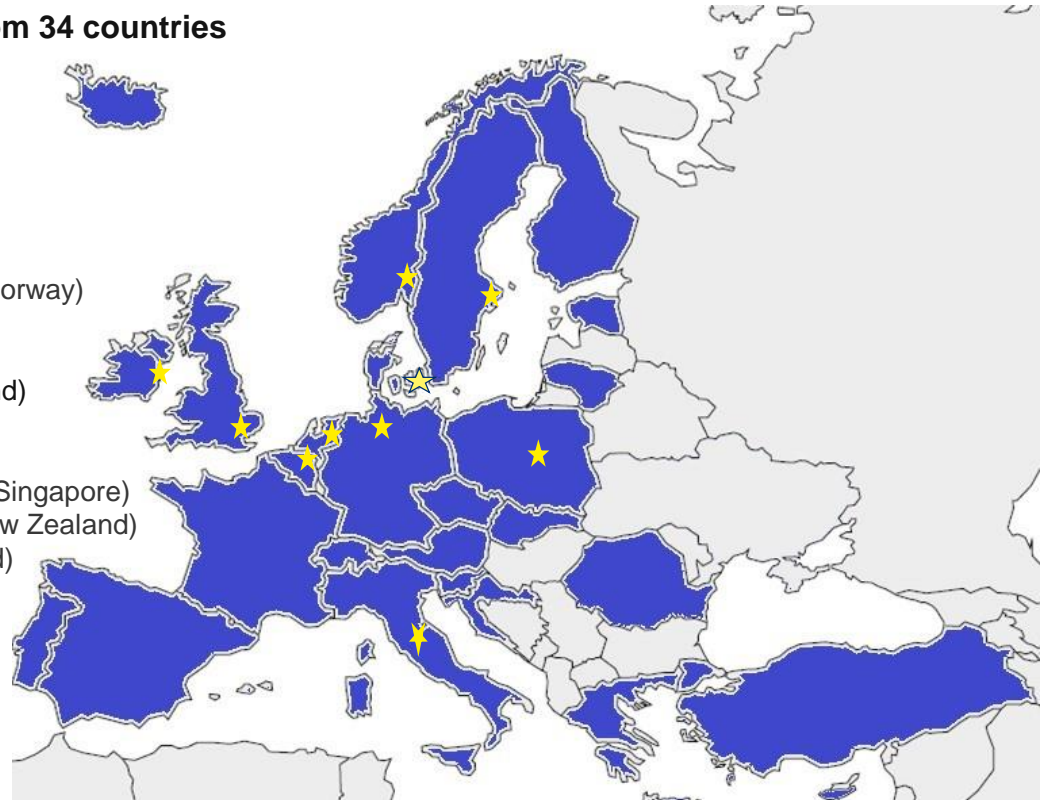 m 34 countries
orway)
d)
Singapore)
w Zealand)
d)